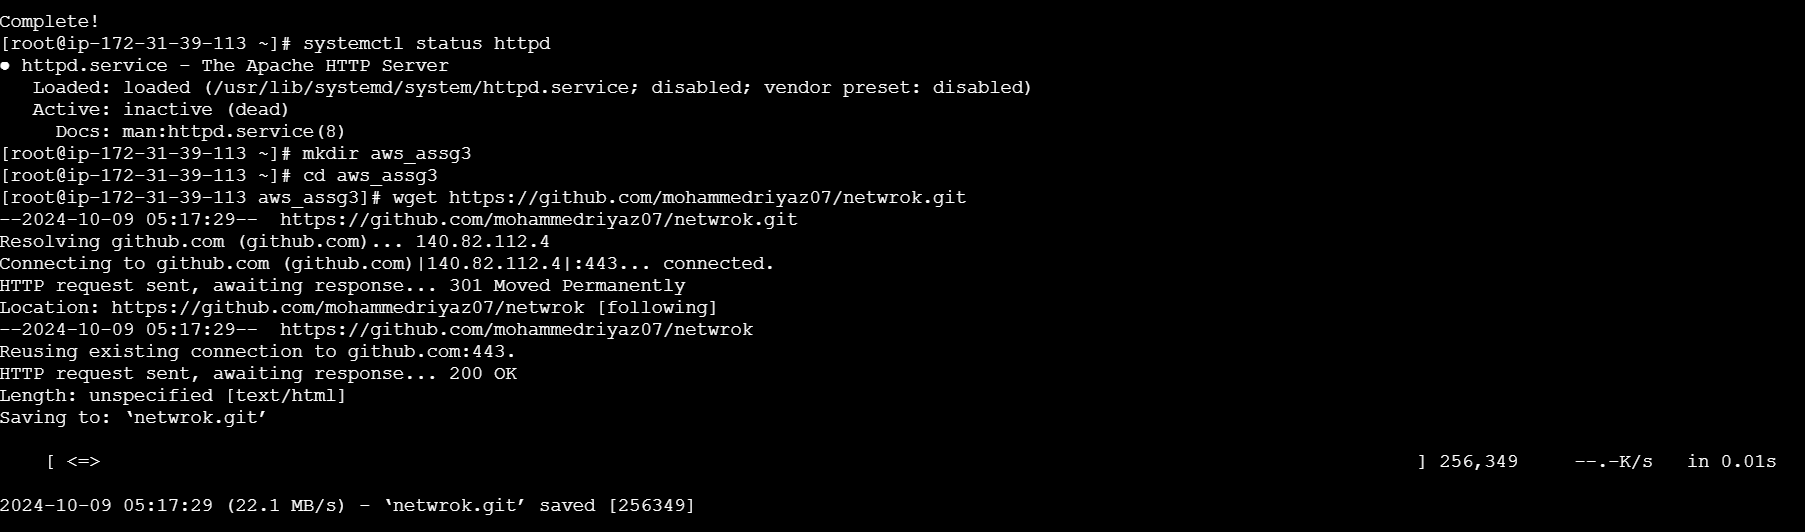 Complete!
[root@ip-172-31-39-113 ~]# systemctl status httpd
● httpd.service - The Apache HTTP Server
   Loaded: loaded (/usr/lib/systemd/system/httpd.service; disabled; vendor preset: disabled)
   Active: inactive (dead)
     Docs: man:httpd.service(8)
[root@ip-172-31-39-113 ~]# mkdir aws_assg3
[root@ip-172-31-39-113 ~]# cd aws_assg3
[root@ip-172-31-39-113 aws_assg3]# wget https://github.com/mohammedriyaz07/netwrok.git
--2024-10-09 05:17:29--  https://github.com/mohammedriyaz07/netwrok.git
Resolving github.com (github.com)... 140.82.112.4
Connecting to github.com (github.com)|140.82.112.4|:443... connected.
HTTP request sent, awaiting response... 301 Moved Permanently
Location: https://github.com/mohammedriyaz07/netwrok [following]
--2024-10-09 05:17:29--  https://github.com/mohammedriyaz07/netwrok
Reusing existing connection to github.com:443.
HTTP request sent, awaiting response... 200 OK
Length: unspecified [text/html]
Saving to: ‘netwrok.git’
    [ <=> ] 256,349     --.-K/s   in 0.01s
2024-10-09 05:17:29 (22.1 MB/s) - ‘netwrok.git’ saved [256349]